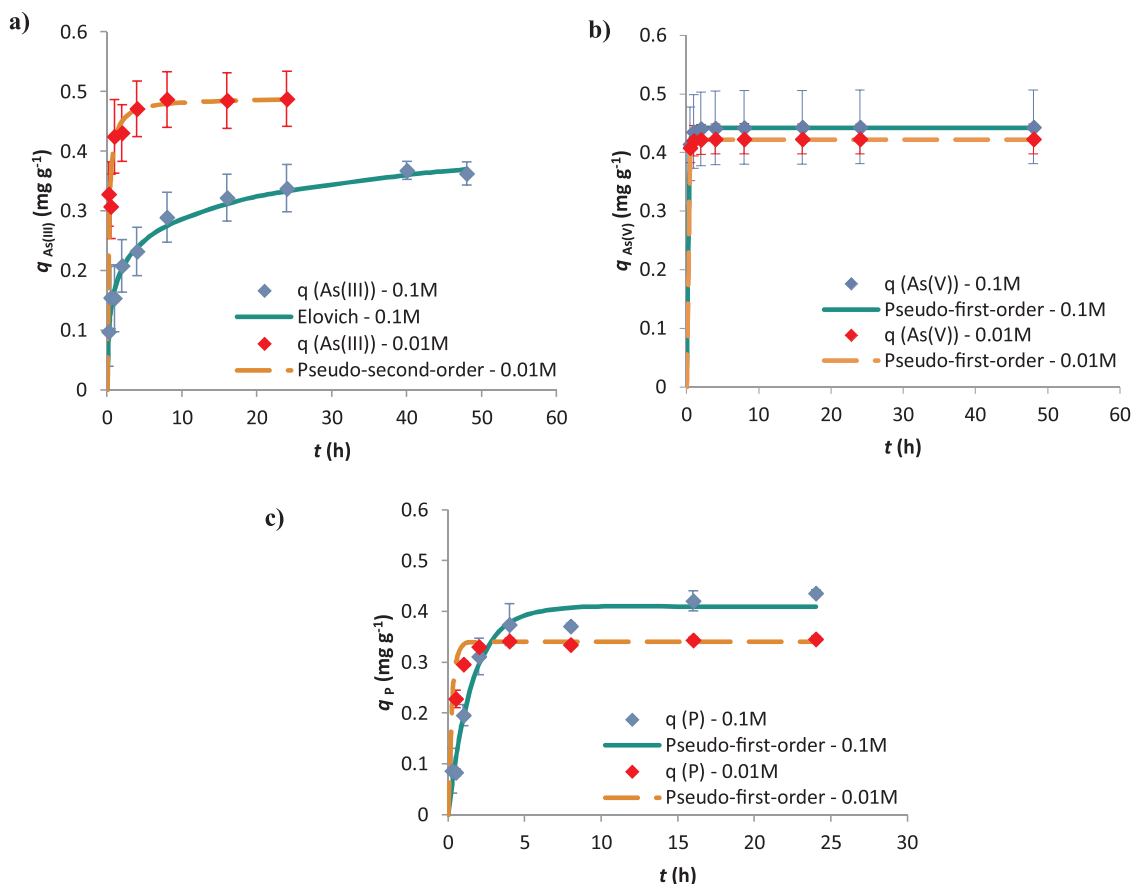 a)
0.6
0.5
0.4
0.3
0.2
0.1
0
q As(III) (mg g-1)
q (As(III)) - 0.1M
Elovich - 0.1M
q (As(III)) - 0.01M
Pseudo-second-order - 0.01M
0 10 20 30 40 50 60
t (h)
b)
0.6
0.5
0.4
0.3
0.2
0.1
0
q As(V) (mg g-1)
q (As(V)) - 0.1M
Pseudo-first-order - 0.1M
q (As(V)) - 0.01M
Pseudo-first-order - 0.01M
0 10 20 30 40 50 60
t (h)
c)
0.6
0.5
0.4
0.3
0.2
0.1
0
q P (mg g-1)
q (P) - 0.1M
Pseudo-first-order - 0.1M
q (P) - 0.01M
Pseudo-first-order - 0.01M
0 5 10 15 20 25 30
t (h)